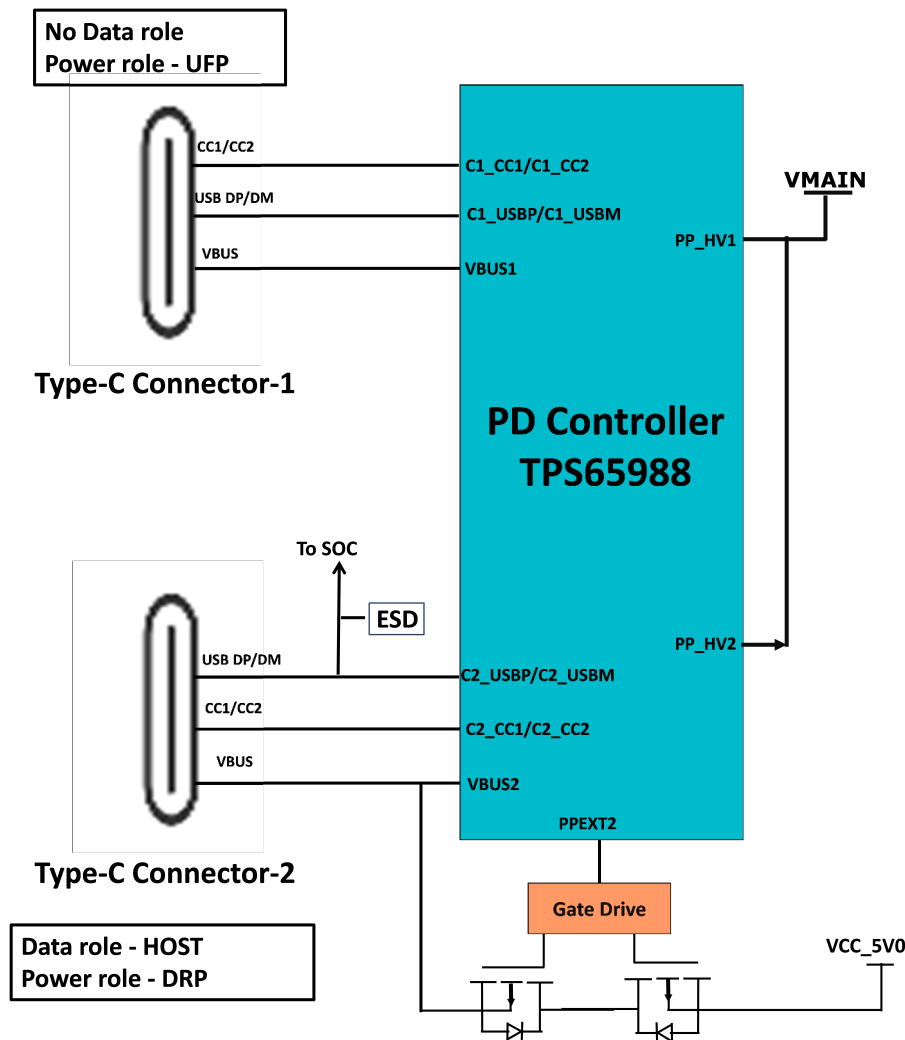 No Data role
Power role - UFP
CC1/CC2
USB DP/DM
VBUS
Type-C Connector-1
C1_CC1/C1_CC2
C1_USBP/C1_USBM
VBUS1
PP_HV1
VMAIN
PD Controller
TPS65988
To SOC
ESD
PP_HV2
USB DP/DM
CC1/CC2
VBUS
C2_USBP/C2_USBM
C2_CC1/C2_CC2
VBUS2
PPEXT2
Type-C Connector-2
Gate Drive
Data role - HOST
Power role - DRP
VCC_5V0